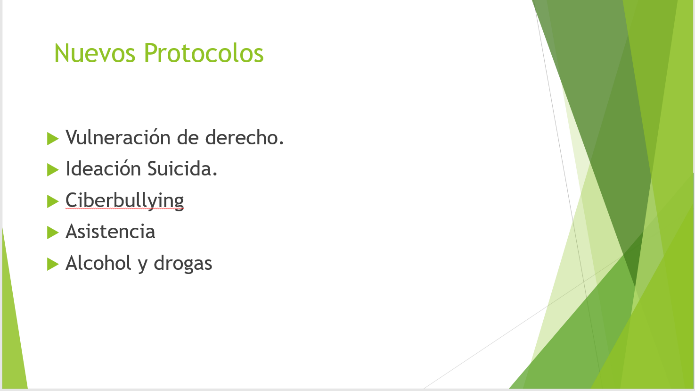 Nuevos Protocolos
Vulneración de derecho.
Ideación Suicida.
Ciberbullying
Asistencia
Alcohol y drogas